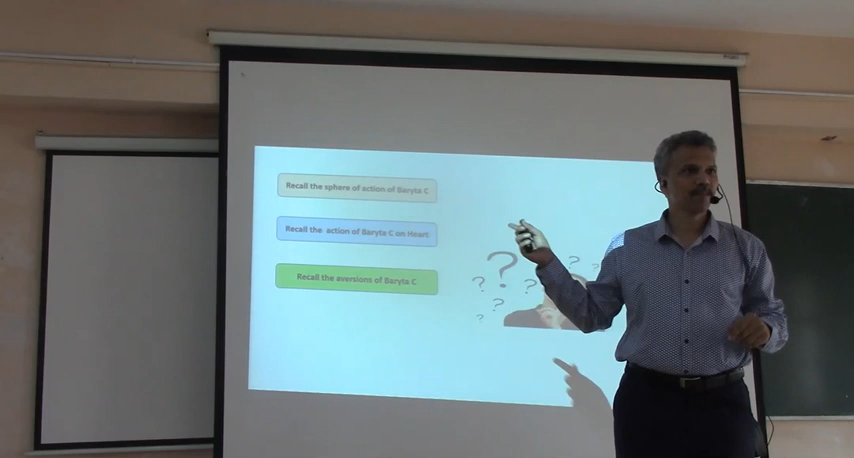 Recall the sphere of action of Baryta C
Recall the action of Baryta C on Heart
Recall the aversions of Baryta C
? ? ? ? ? ? ?